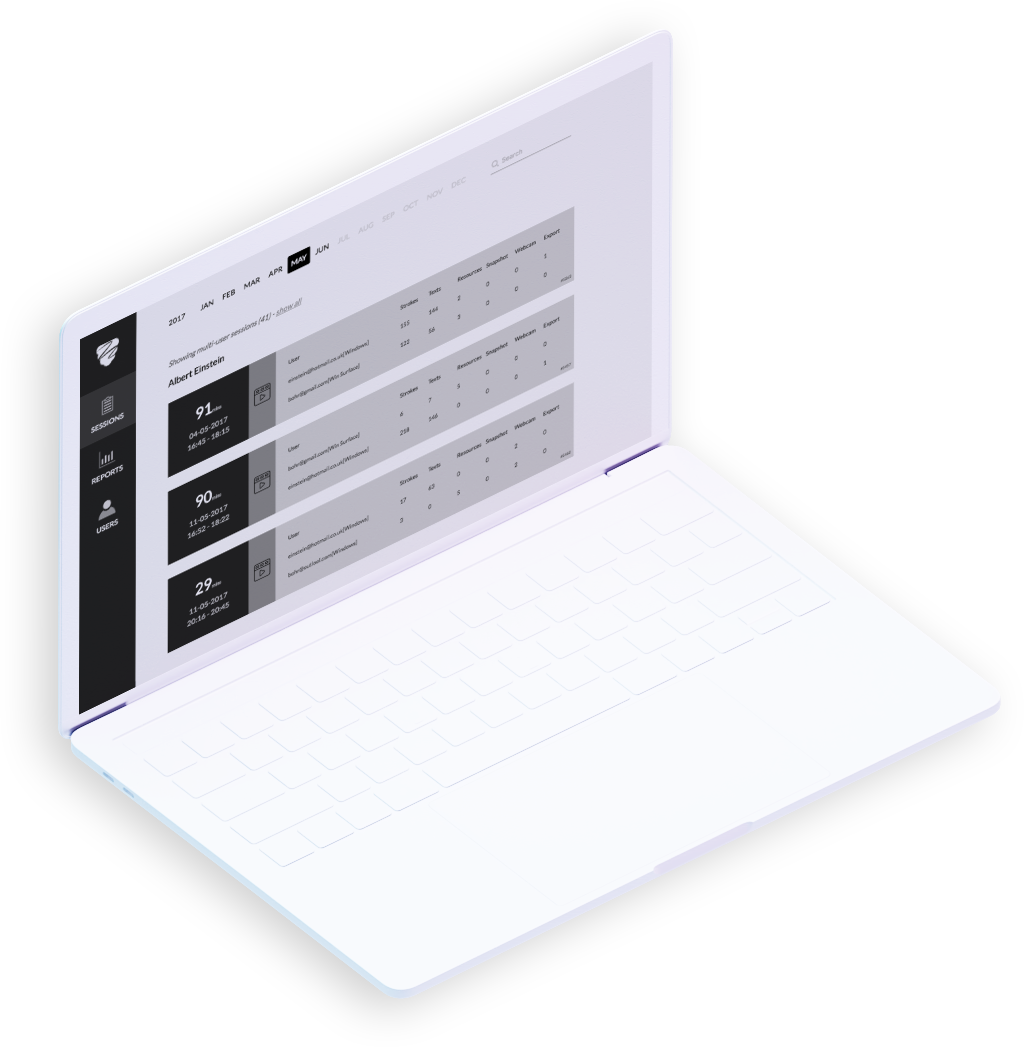 Search
2017 JAN FEB MAR APR MAY JUN JUL AUG SEP OCT NOV DEC
Showing multi-user sessions (41) - show all
Albert Einstein
SESSIONS
REPORTS
USERS
91 min
04-05-2017
16:45 - 18:15
User Strokes Texts Resources Snapshot Webcam Export
einstein@hotmail.co.uk[Windows] 115 144 2 0 0 1
bohr@gmail.com[Win Surface] 122 16 3 0 0 0
90 min
11-05-2017
16:52 - 18:22
User Strokes Texts Resources Snapshot Webcam Export
bohr@gmail.com[Win Surface] 6 7 5 0 0 0
einstein@hotmail.co.uk[Windows] 218 146 0 0 0 1
29 min
11-05-2017
20:16 - 20:45
User Strokes Texts Resources Snapshot Webcam Export
einstein@hotmail.co.uk[Windows] 17 63 0 0 2 0
bohr@outlook.com[Windows] 3 0 5 0 2 0